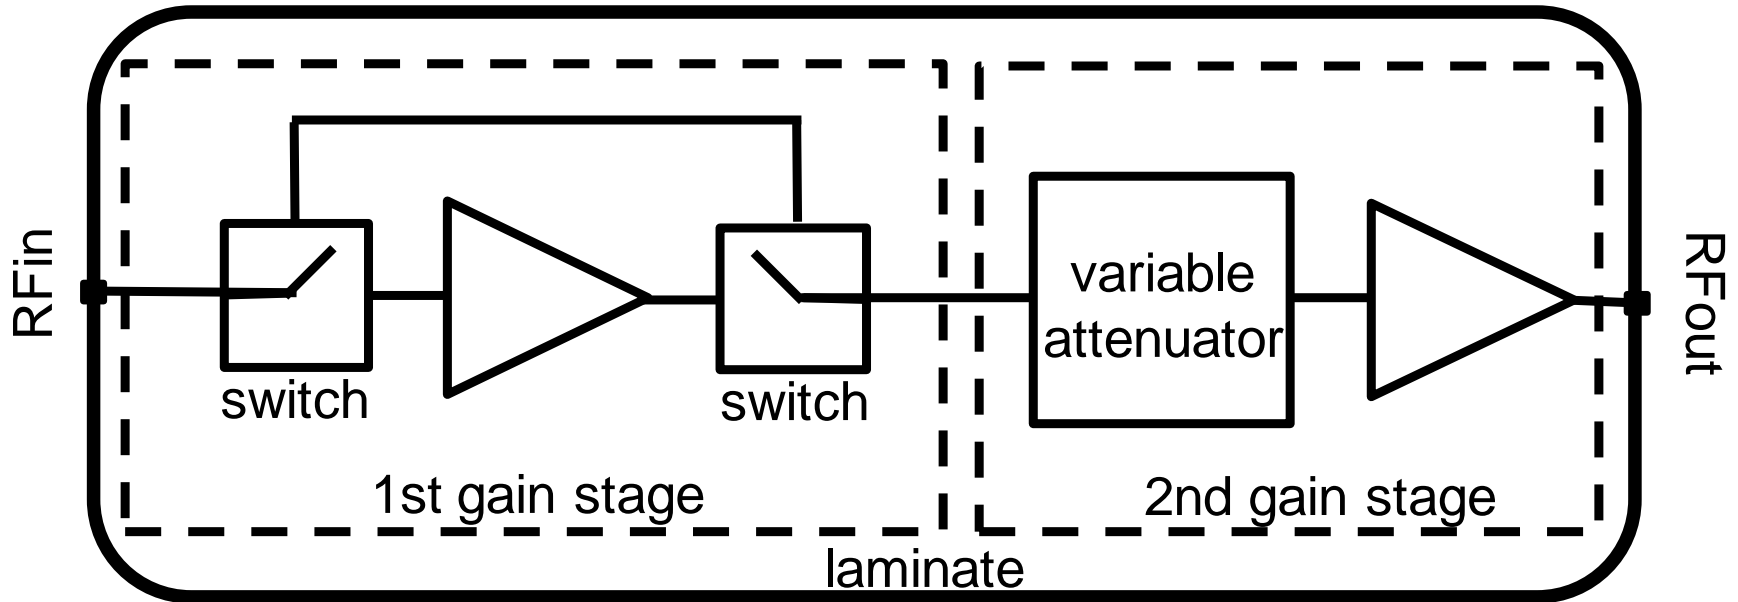 RFin
switch
switch
variable
attenuator
1st gain stage
2nd gain stage
laminate
RFout